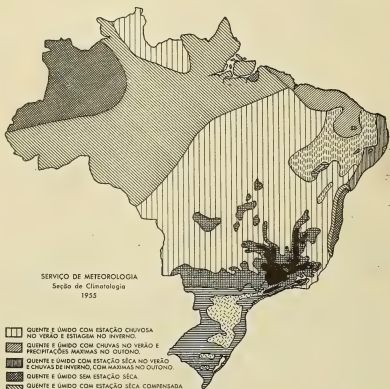 SERVIÇO DE METEOROLOGIA
Seção de Climatologia
1955
QUENTE E ÚMIDO COM ESTAÇÃO CHUVOSA
NO VERÃO E ESTIAGEM NO INVERNO.
QUENTE E ÚMIDO COM CHUVAS NO VERÃO E
PRECIPITAÇÕES MAXIMAS NO OUTONO.
QUENTE E ÚMIDO COM ESTAÇÃO SÊCA NO VERÃO
E CHUVAS DE INVERNO, COM MAXIMAS NO OUTONO.
QUENTE E ÚMIDO SEM ESTAÇÃO SÊCA
QUENTE E ÚMIDO COM ESTAÇÃO SÊCA COMPENSADA